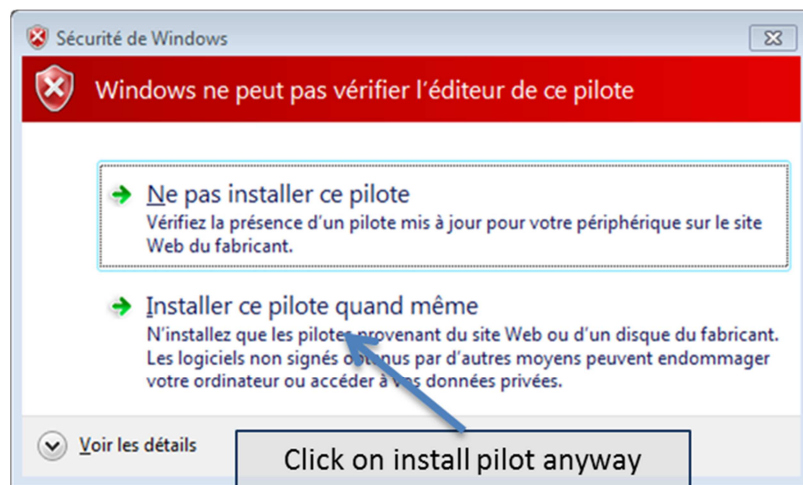 Sécurité de Windows
Windows ne peut pas vérifier l'éditeur de ce pilote
Ne pas installer ce pilote
Vérifiez la présence d'un pilote mis à jour pour votre périphérique sur le site
Web du fabricant.
Installer ce pilote quand même
N'installez que les pilotes provenant du site Web ou d'un disque du fabricant.
Les logiciels non signés obtenus par d'autres moyens peuvent endommager
votre ordinateur ou accéder à vos données privées.
Voir les détails
Click on install pilot anyway